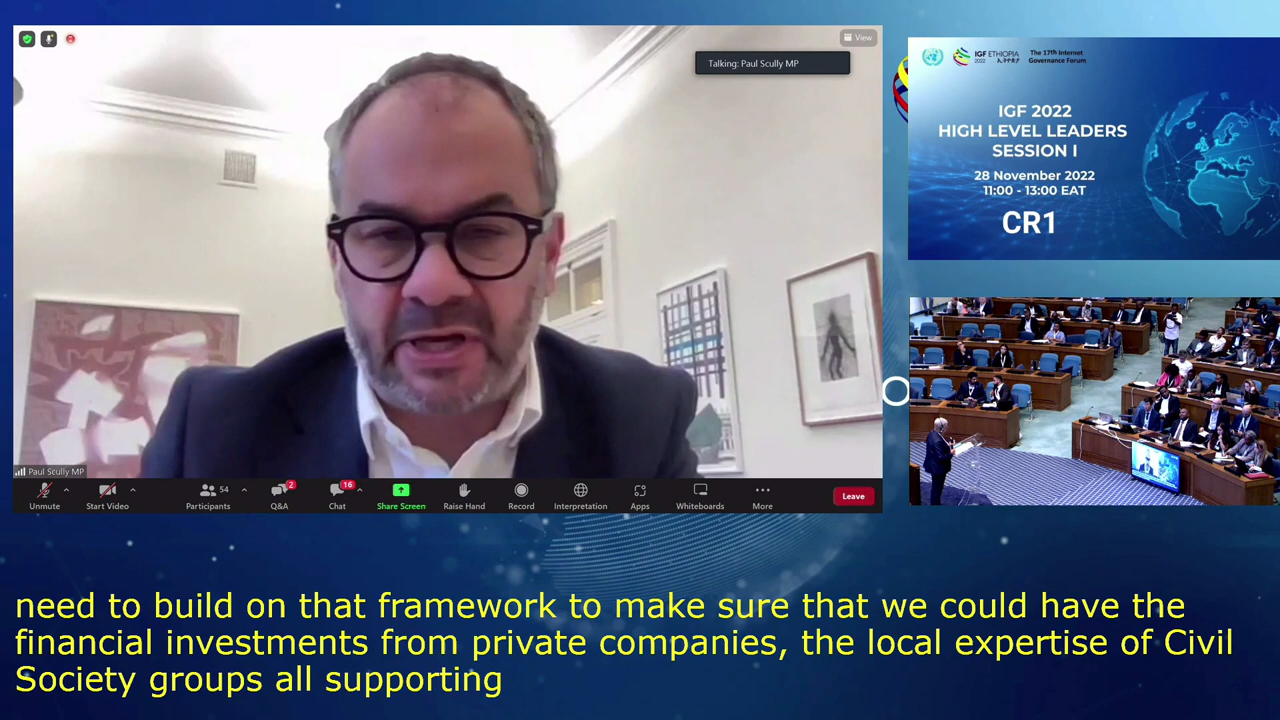 View
Talking: Paul Scully MP
Paul Scully MP
Unmute
Start Video
54
Participants
2
Q&A
16
Chat
Share Screen
Raise Hand
Record
Interpretation
Apps
Whiteboards
More
Leave
IGF ETHIOPIA
2022 ኢትዮጵያ
The 17th Internet
Governance Forum
IGF 2022
HIGH LEVEL LEADERS
SESSION I
28 November 2022
11:00 - 13:00 EAT
CR1
need to build on that framework to make sure that we could have the
financial investments from private companies, the local expertise of Civil
Society groups all supporting